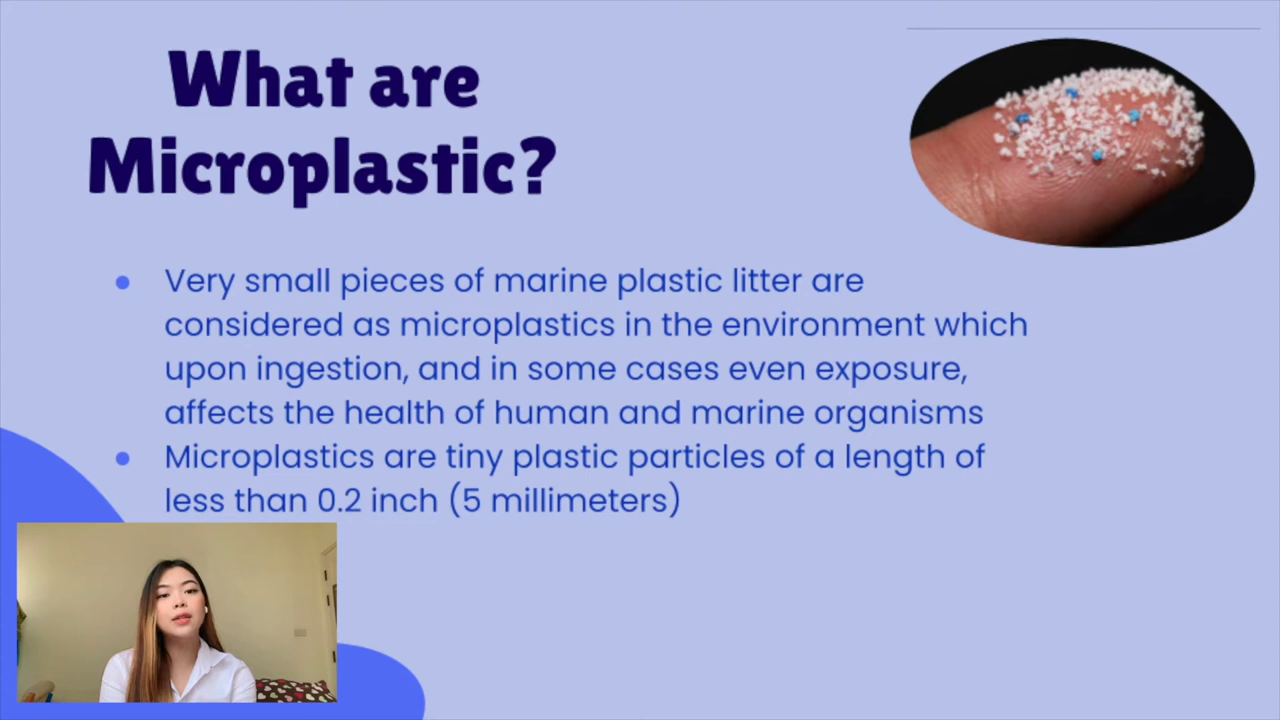 What are
Microplastic?
● Very small pieces of marine plastic litter are
considered as microplastics in the environment which
upon ingestion, and in some cases even exposure,
affects the health of human and marine organisms
● Microplastics are tiny plastic particles of a length of
less than 0.2 inch (5 millimeters)